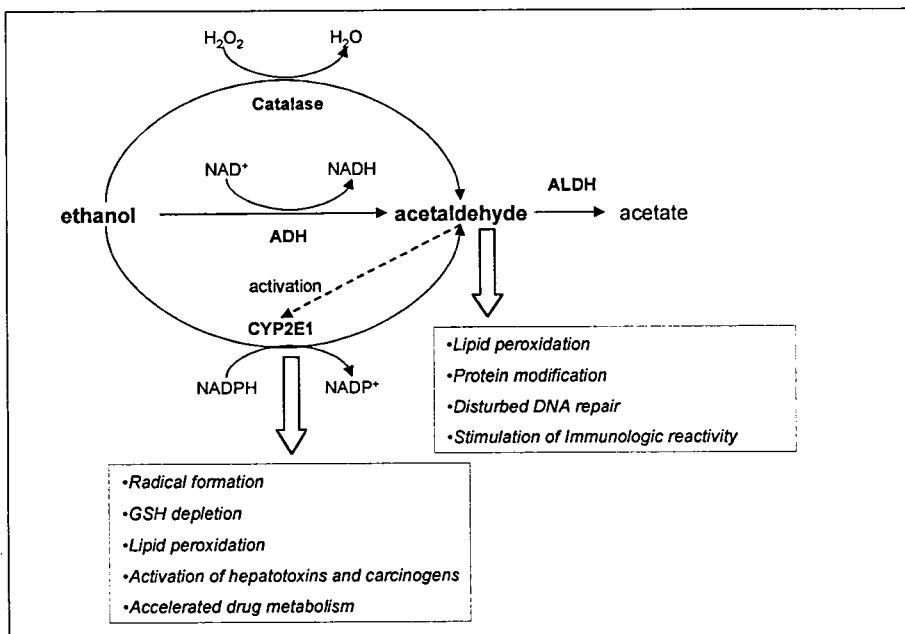 H₂O₂ H₂O
Catalase
NAD⁺ NADH
ALDH
ethanol acetaldehyde acetate
ADH
activation
CYP2E1
NADPH NADP⁺
•Lipid peroxidation
•Protein modification
•Disturbed DNA repair
•Stimulation of Immunologic reactivity
•Radical formation
•GSH depletion
•Lipid peroxidation
•Activation of hepatotoxins and carcinogens
•Accelerated drug metabolism